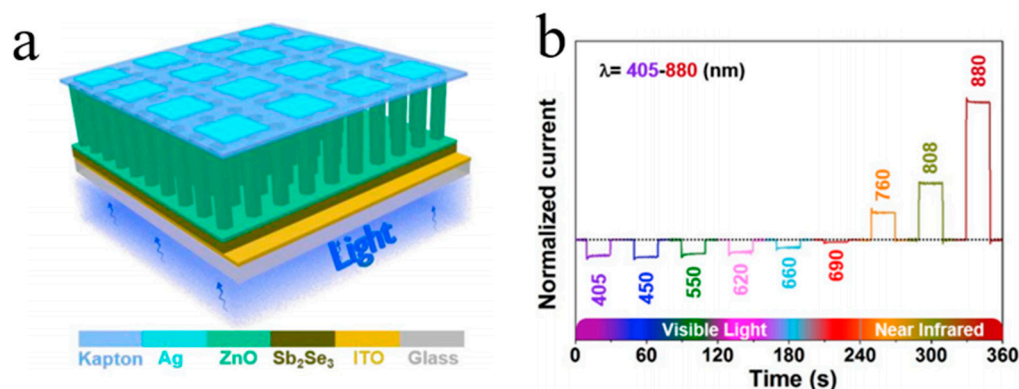 a
Light
Kapton Ag ZnO Sb₂Se₃ ITO Glass
b
λ= 405-880 (nm)
Normalized current
405
450
550
620
660
690
760
808
880
Visible Light Near Infrared
0 60 120 180 240 300 360
Time (s)